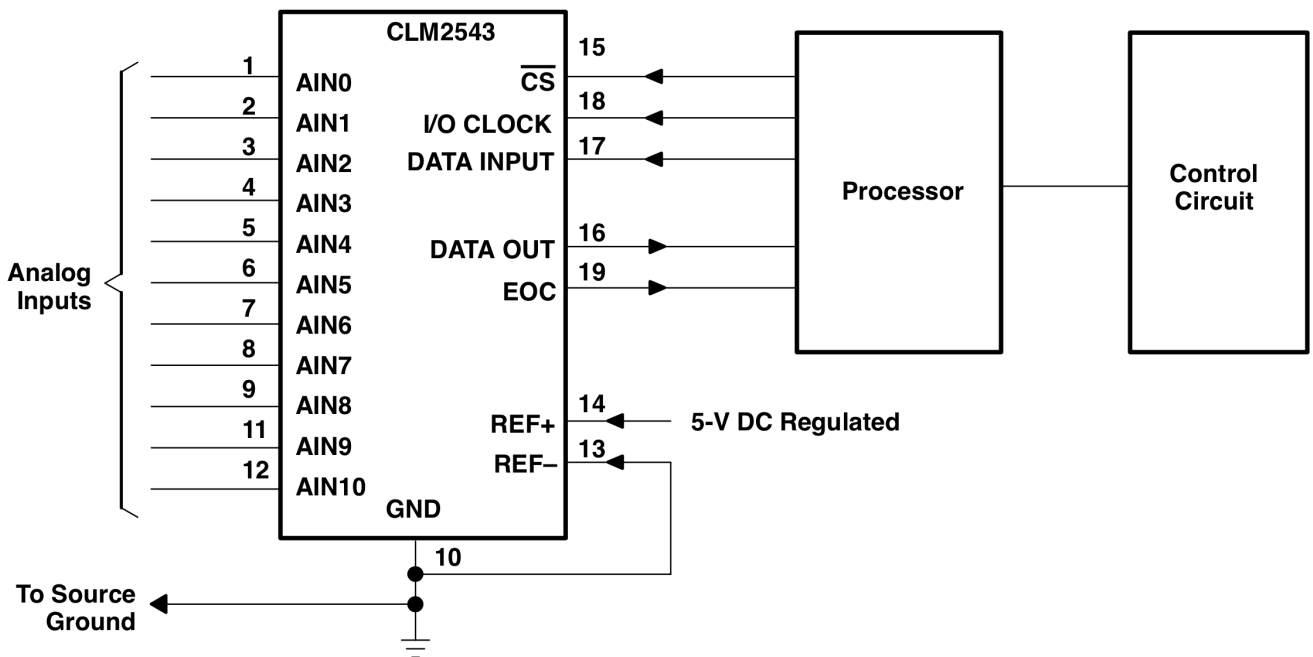 CLM2543
1
AIN0
2
AIN1
3
AIN2
4
AIN3
5
AIN4
6
AIN5
7
AIN6
8
AIN7
9
AIN8
11
AIN9
12
AIN10
Analog
Inputs
15
CS
18
I/O CLOCK
17
DATA INPUT
16
DATA OUT
19
EOC
14
REF+
5-V DC Regulated
13
REF–
GND
10
To Source
Ground
Processor
Control
Circuit